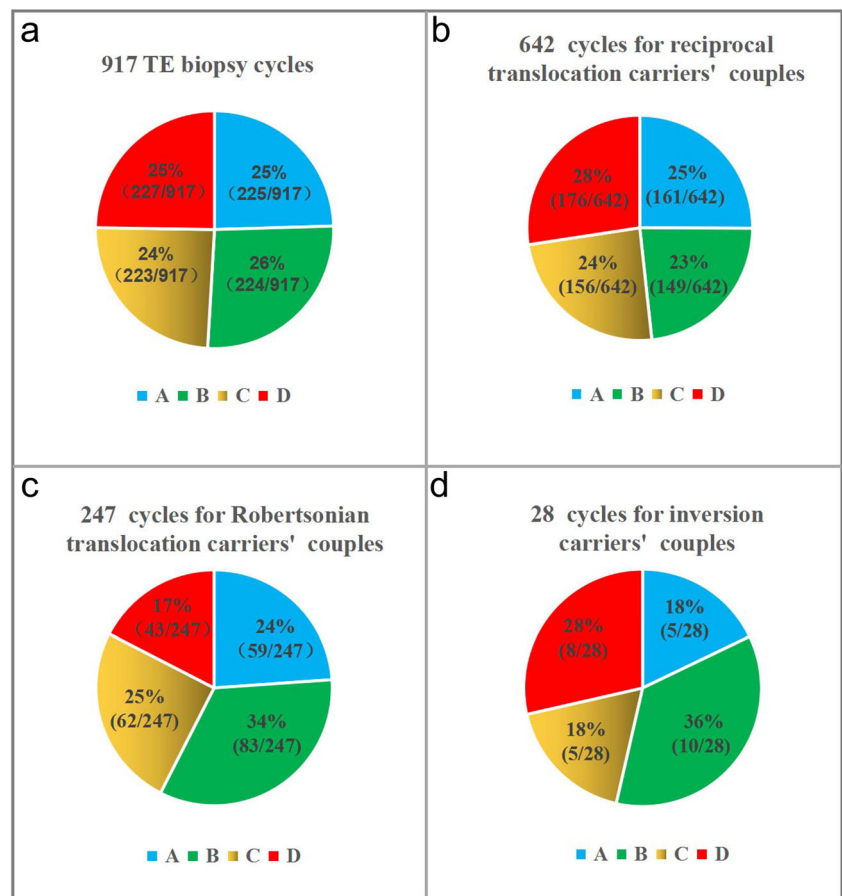 a
917 TE biopsy cycles
25%
(227/917)
25%
(225/917)
24%
(223/917)
26%
(224/917)
A B C D
b
642 cycles for reciprocal
translocation carriers' couples
28%
(176/642)
25%
(161/642)
24%
(156/642)
23%
(149/642)
A B C D
c
247 cycles for Robertsonian
translocation carriers' couples
17%
(43/247)
24%
(59/247)
25%
(62/247)
34%
(83/247)
A B C D
d
28 cycles for inversion
carriers' couples
28%
(8/28)
18%
(5/28)
18%
(5/28)
36%
(10/28)
A B C D